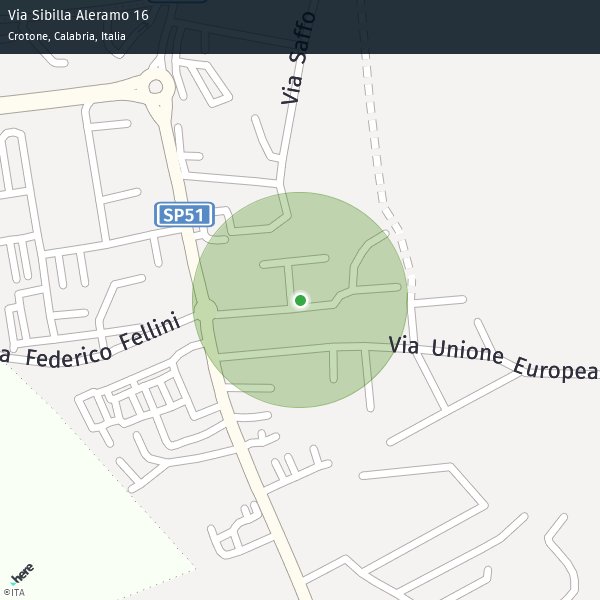 Via Sibilla Aleramo 16
Crotone, Calabria, Italia
Via Saffo
SP51
a Federico Fellini
Via Unione Europea
here
©ITA